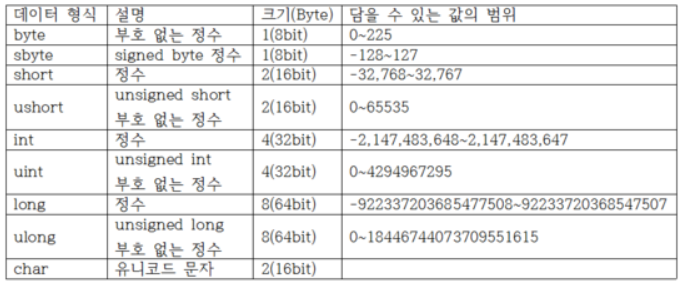 데이터 형식 설명 크기(Byte) 담을 수 있는 값의 범위
byte 부호 없는 정수 1(8bit) 0~225
sbyte signed byte 정수 1(8bit) -128~127
short 정수 2(16bit) -32,768~32,767
ushort unsigned short 부호 없는 정수 2(16bit) 0~65535
int 정수 4(32bit) -2,147,483,648~2,147,483,647
uint unsigned int 부호 없는 정수 4(32bit) 0~4294967295
long 정수 8(64bit) -922337203685477508~92233720368547507
ulong unsigned long 부호 없는 정수 8(64bit) 0~18446744073709551615
char 유니코드 문자 2(16bit)